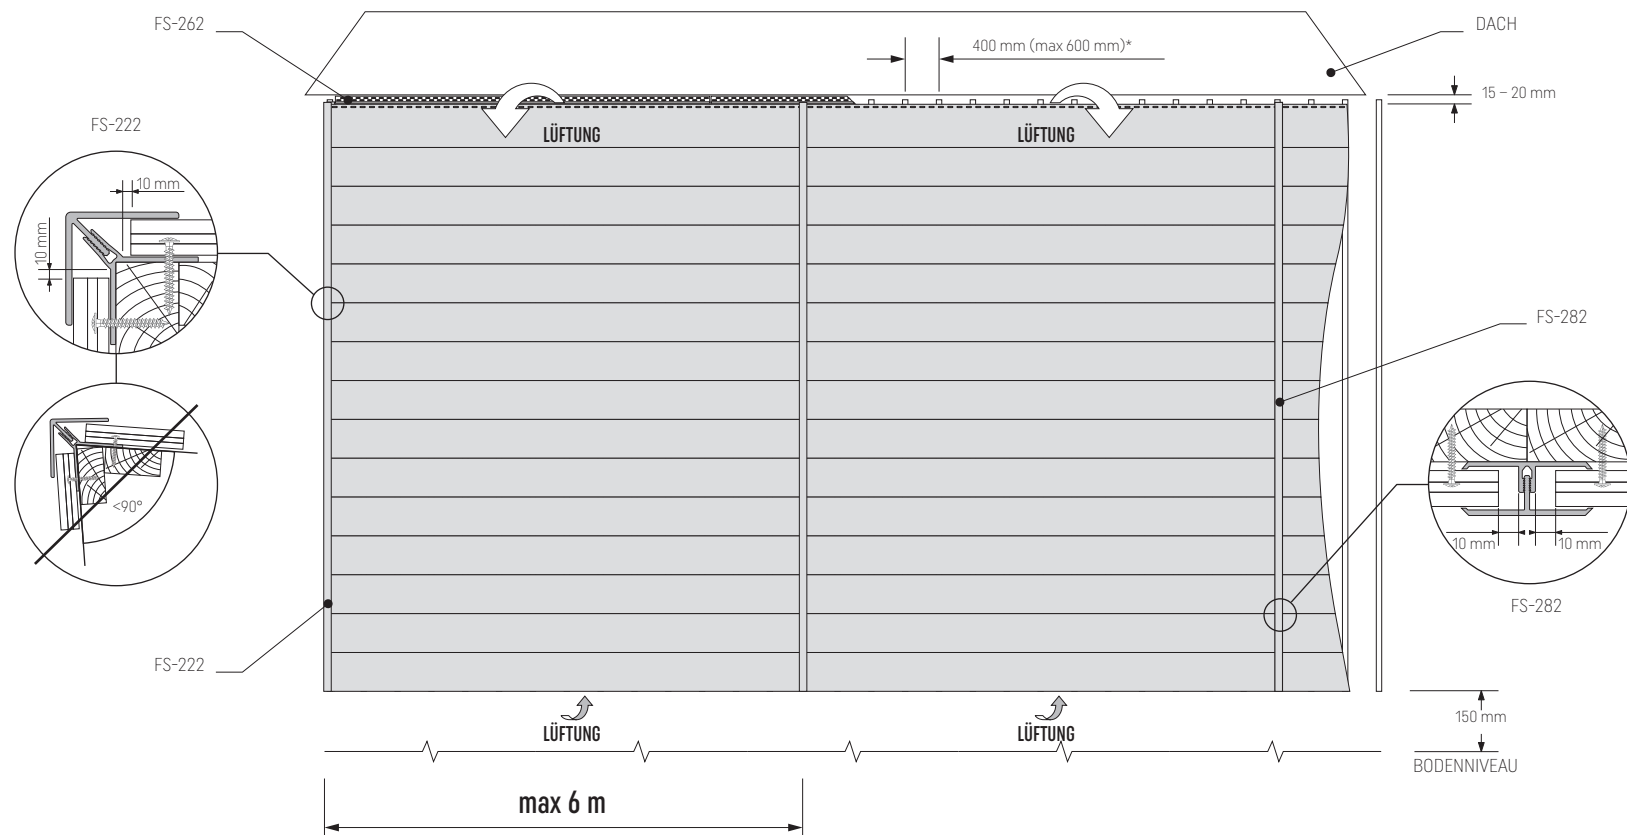 FS-262
DACH
400 mm (max 600 mm)*
15 – 20 mm
FS-222
LÜFTUNG
LÜFTUNG
10 mm
10 mm
FS-282
<90°
10 mm
10 mm
FS-282
FS-222
LÜFTUNG
LÜFTUNG
150 mm
BODENNIVEAU
max 6 m